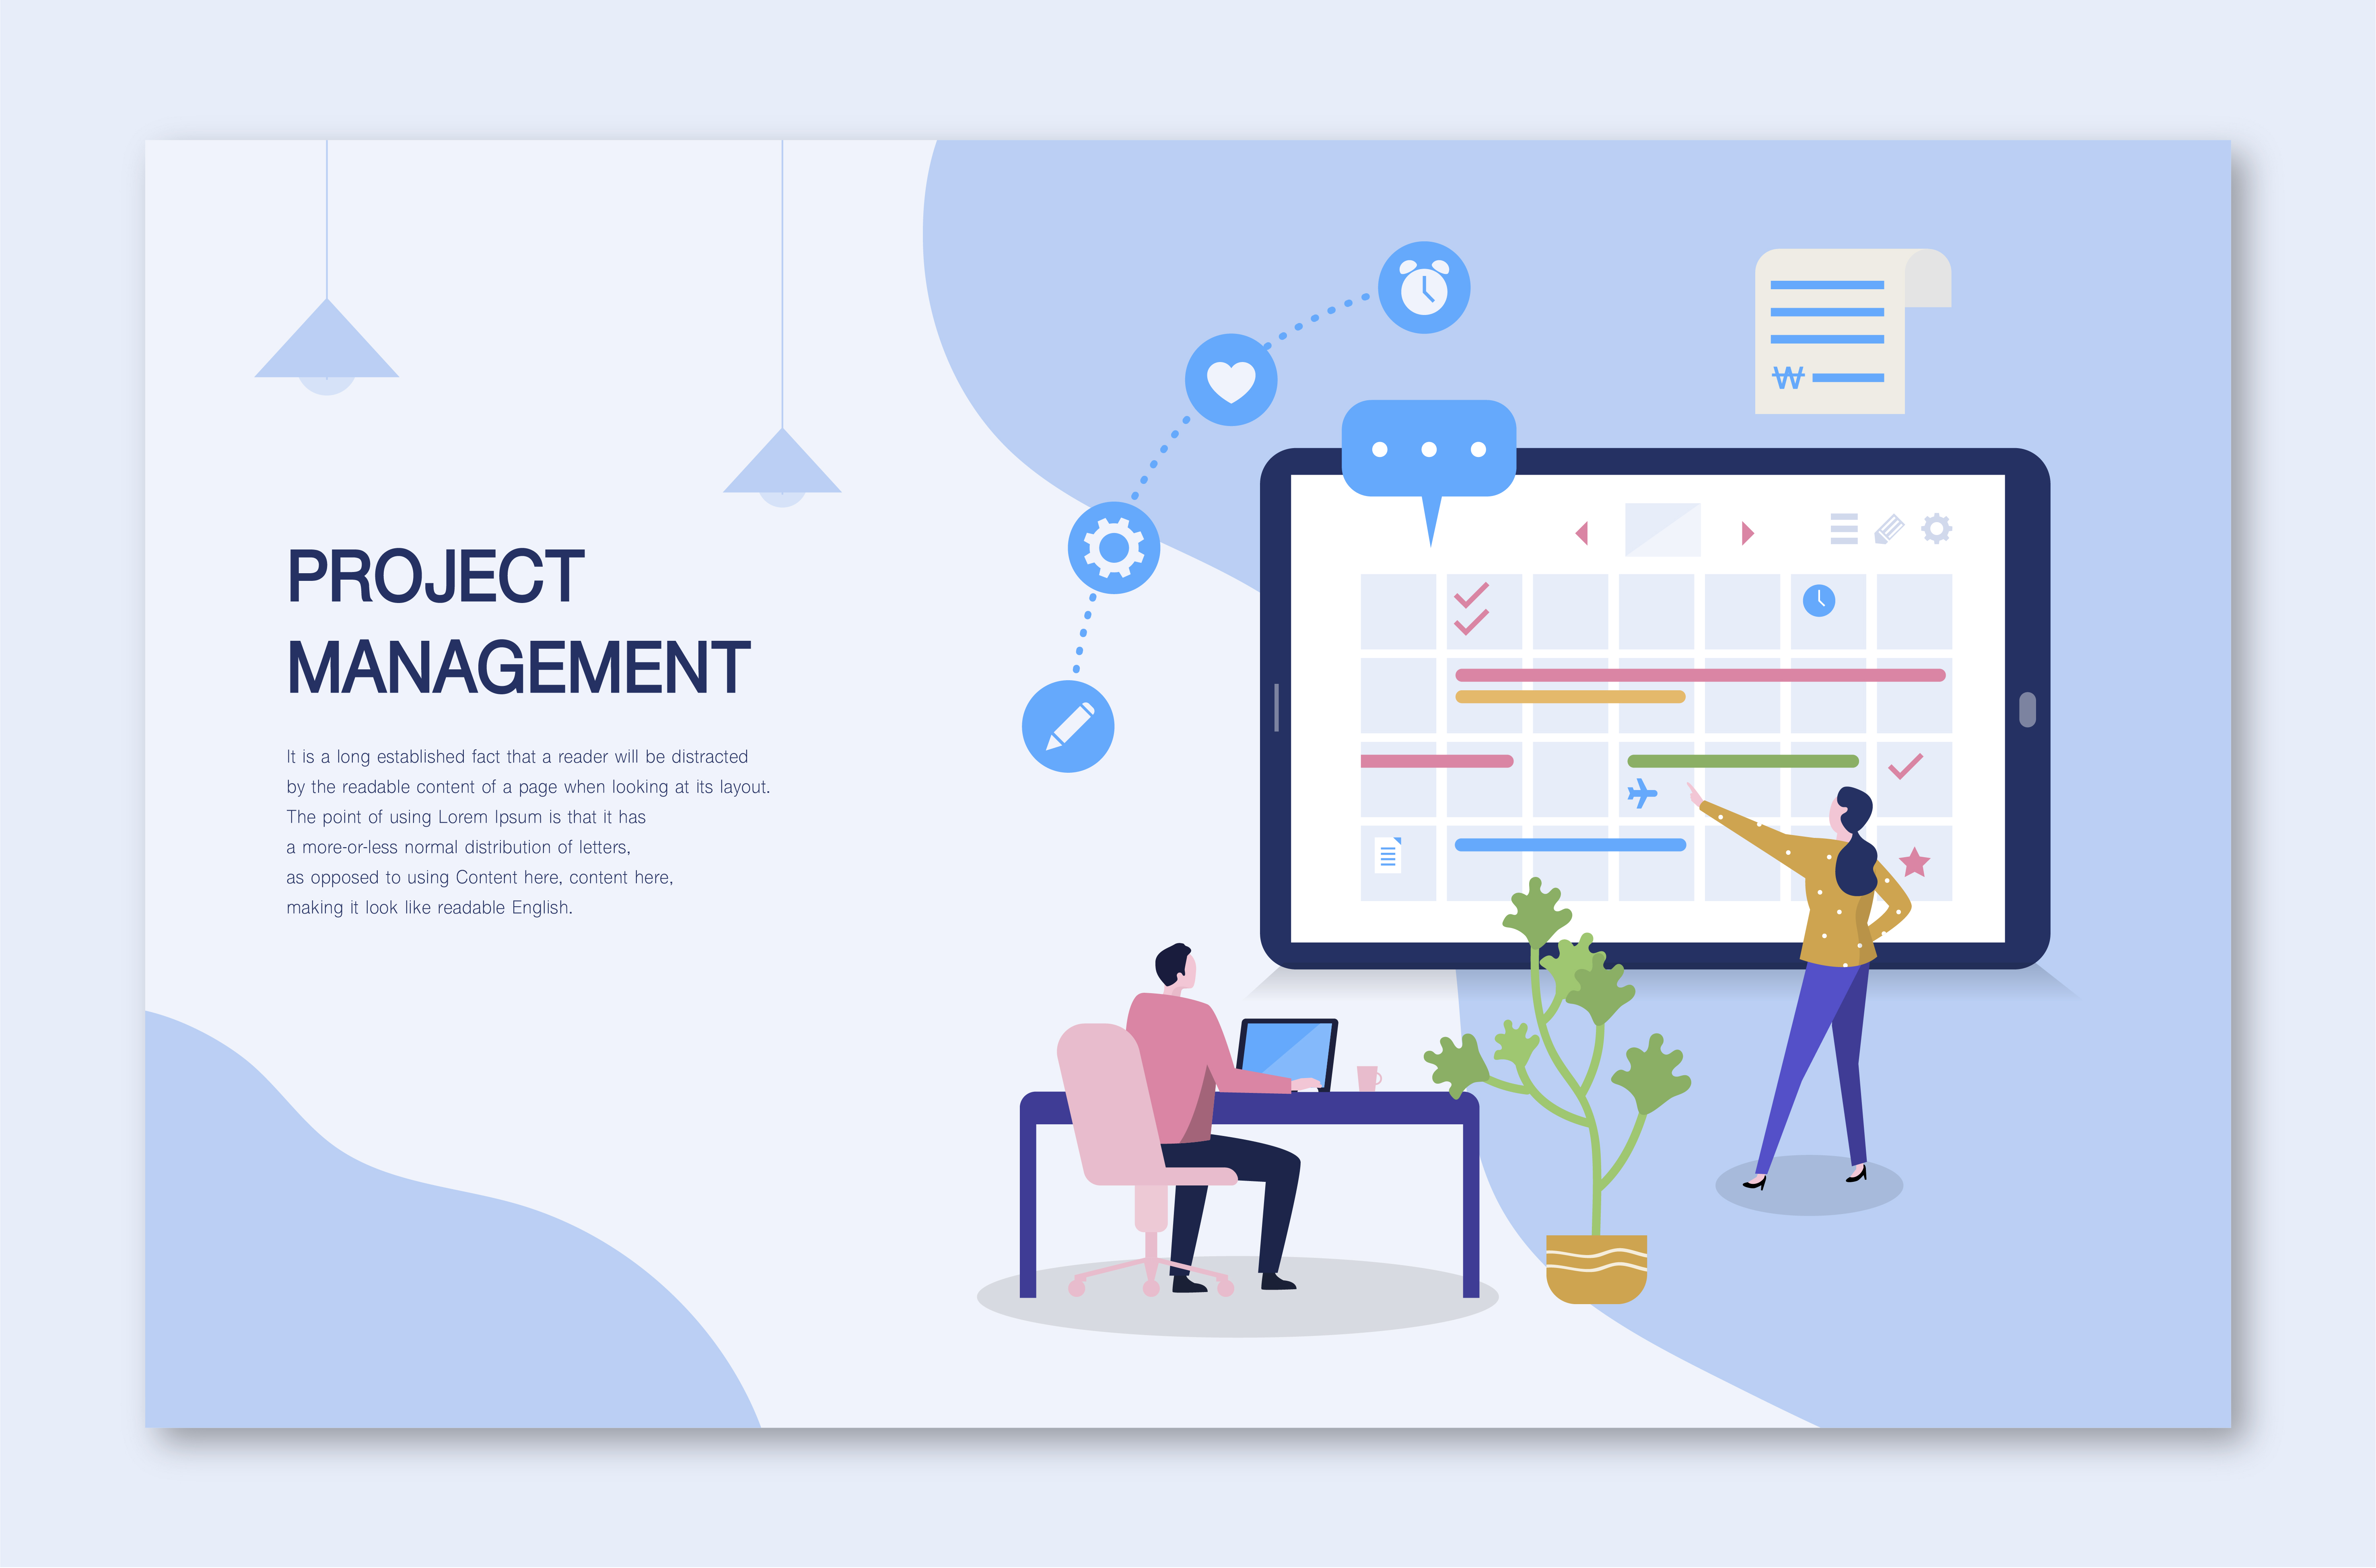 PROJECT
MANAGEMENT
It is a long established fact that a reader will be distracted
by the readable content of a page when looking at its layout.
The point of using Lorem Ipsum is that it has
a more-or-less normal distribution of letters,
as opposed to using Content here, content here,
making it look like readable English.
₩